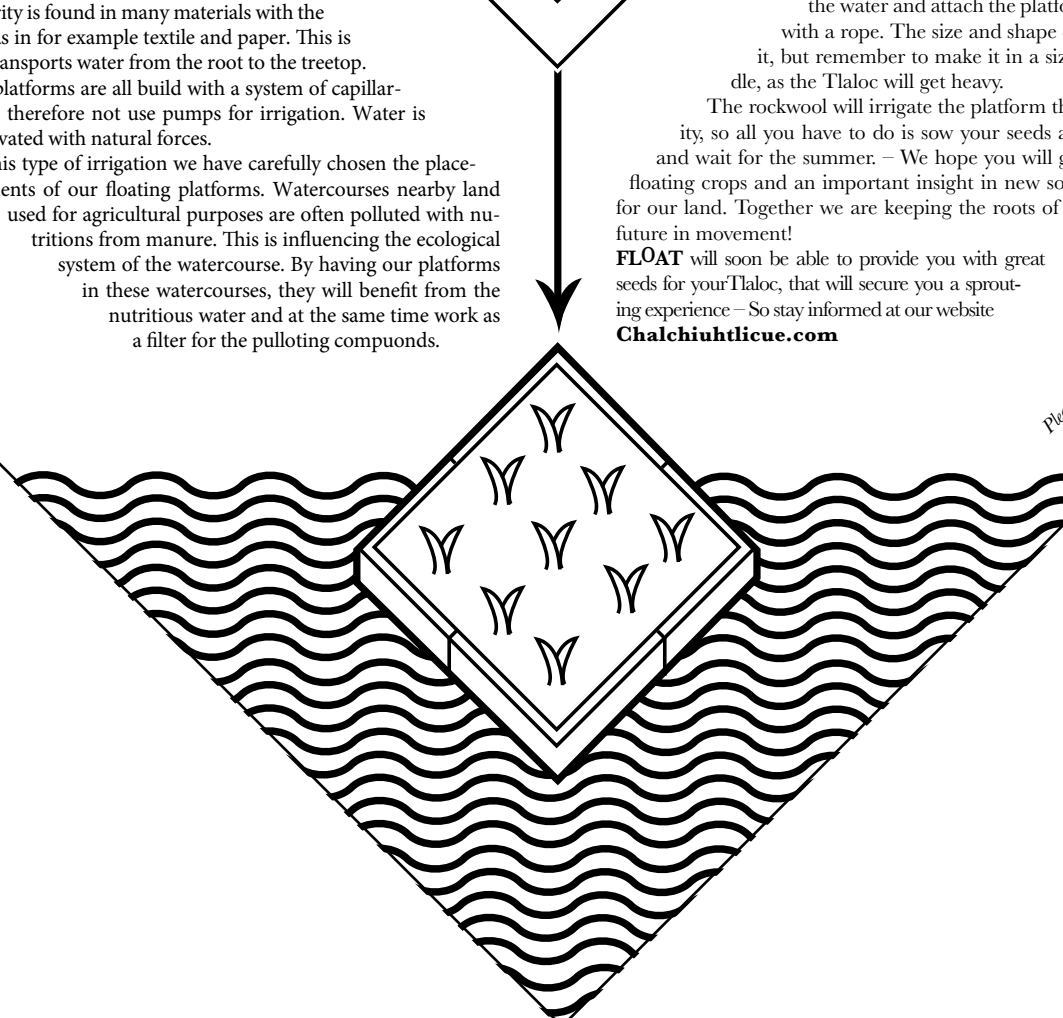 ity is found in many materials with the
s in for example textile and paper. This is
ansports water from the root to the treetop.
platforms are all build with a system of capillar-
therefore not use pumps for irrigation. Water is
vated with natural forces.
his type of irrigation we have carefully chosen the place-
ents of our floating platforms. Watercourses nearby land
used for agricultural purposes are often polluted with nu-
tritions from manure. This is influencing the ecological
system of the watercourse. By having our platforms
in these watercourses, they will benefit from the
nutritious water and at the same time work as
a filter for the pulloting compuonds.
the water and attach the platfo
with a rope. The size and shape
it, but remember to make it in a siz
dle, as the Tlaloc will get heavy.
The rockwool will irrigate the platform th
ity, so all you have to do is sow your seeds a
and wait for the summer. – We hope you will g
floating crops and an important insight in new so
for our land. Together we are keeping the roots of
future in movement!
FLOAT will soon be able to provide you with great
seeds for yourTlaloc, that will secure you a sprout-
ing experience – So stay informed at our website
Chalchiuhtlicue.com
Ple